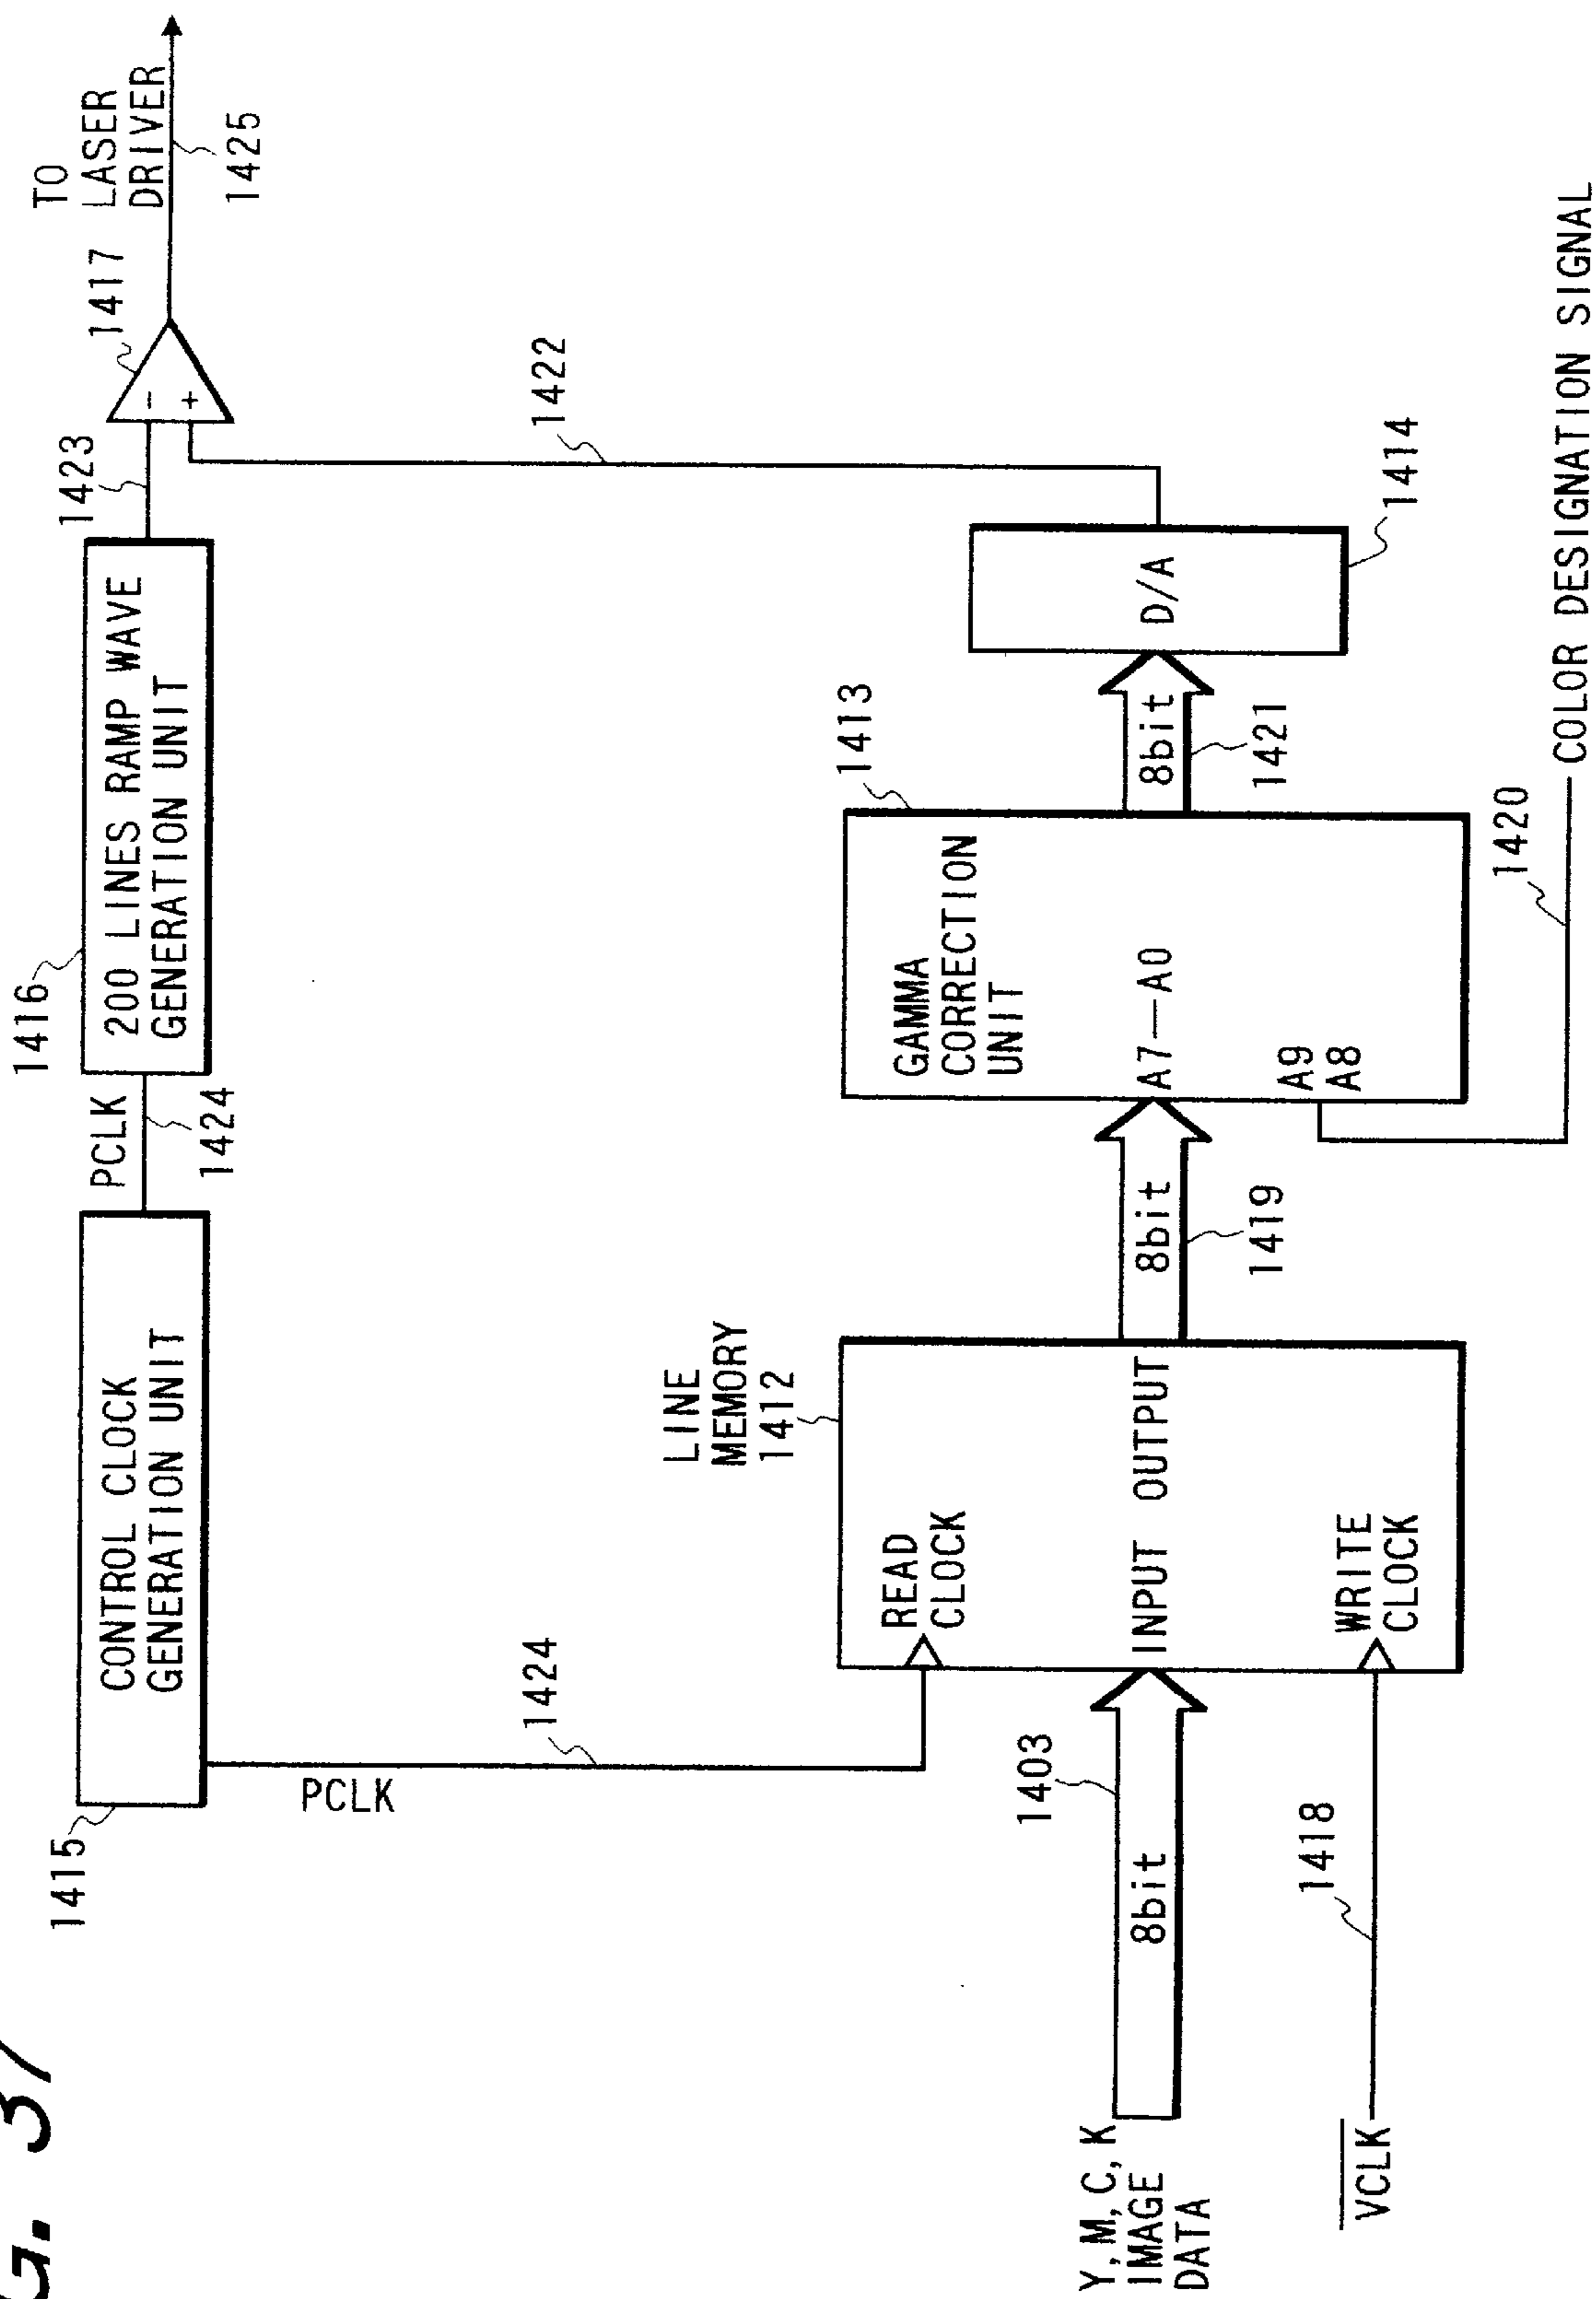 G. 37
1415
CONTROL CLOCK
GENERATION UNIT
PCLK
1424
1416
200 LINES RAMP WAVE
GENERATION UNIT
1423
1417
-
+
TO
LASER
DRIVER
1425
PCLK
1424
1422
LINE
MEMORY
1412
READ
CLOCK
INPUT OUTPUT
WRITE
CLOCK
Y, M, C, K
IMAGE
DATA
8bit
1403
VCLK
1418
8bit
1419
1413
GAMMA
CORRECTION
UNIT
A7—A0
A9
A8
8bit
1421
D/A
1414
1420
COLOR DESIGNATION SIGNAL